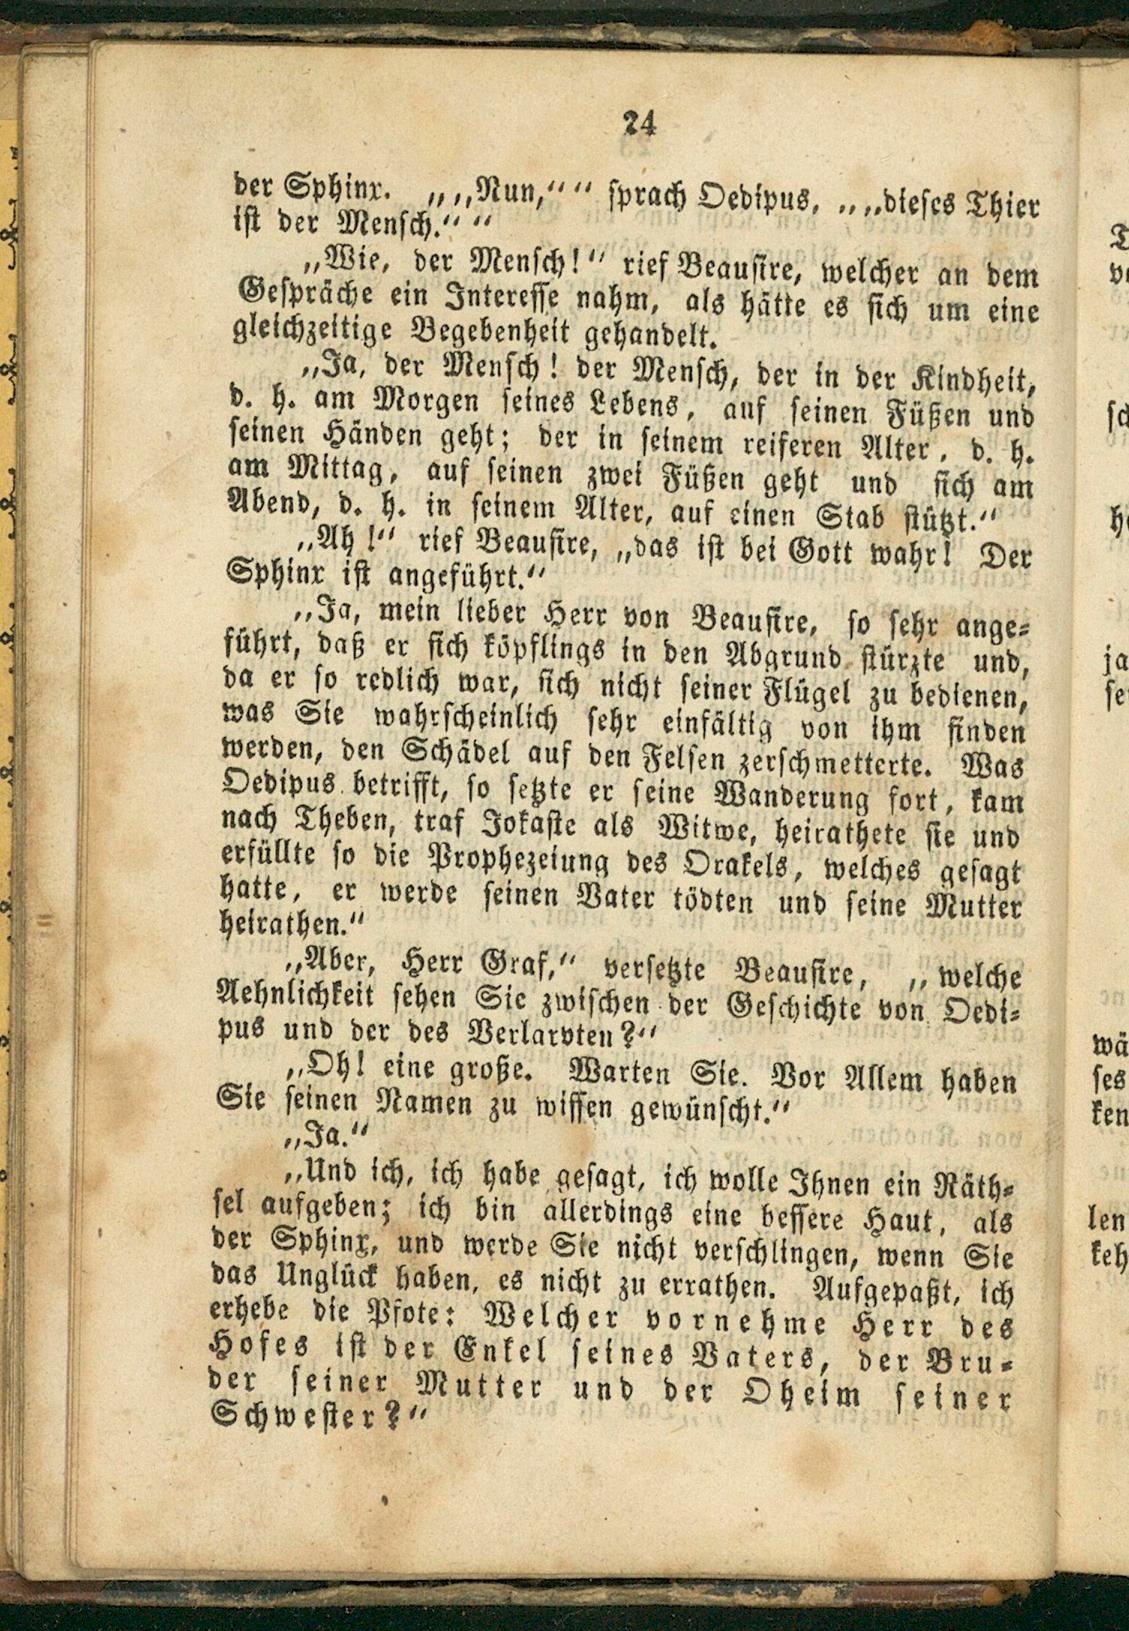 24
der Sphinx. „„Nun,““ sprach Oedipus, „„dieses Thier
ist der Mensch.““
„Wie, der Mensch!“ rief Beausire, welcher an dem
Gespräche ein Interesse nahm, als hätte es sich um eine
gleichzeitige Begebenheit gehandelt.
„Ja, der Mensch! der Mensch, der in der Kindheit,
d. h. am Morgen seines Lebens, auf seinen Füßen und
seinen Händen geht; der in seinem reiferen Alter, d. h.
am Mittag, auf seinen zwei Füßen geht und sich am
Abend, d. h. in seinem Alter, auf einen Stab stützt.“
„Ah!“ rief Beausire, „das ist bei Gott wahr! Der
Sphinx ist angeführt.“
„Ja, mein lieber Herr von Beausire, so sehr ange-
führt, daß er sich köpflings in den Abgrund stürzte und,
da er so redlich war, sich nicht seiner Flügel zu bedienen,
was Sie wahrscheinlich sehr einfältig von ihm finden
werden, den Schädel auf den Felsen zerschmetterte. Was
Oedipus betrifft, so setzte er seine Wanderung fort, kam
nach Theben, traf Jokaste als Witwe, heirathete sie und
erfüllte so die Prophezeiung des Orakels, welches gesagt
hatte, er werde seinen Vater tödten und seine Mutter
heirathen.“
„Aber, Herr Graf,“ versetzte Beausire, „welche
Aehnlichkeit sehen Sie zwischen der Geschichte von Oedi-
pus und der des Verlarvten?“
„Oh! eine große. Warten Sie. Vor Allem haben
Sie seinen Namen zu wissen gewünscht.“
„Ja.“
„Und ich, ich habe gesagt, ich wolle Ihnen ein Räth-
sel aufgeben; ich bin allerdings eine bessere Haut, als
der Sphinx, und werde Sie nicht verschlingen, wenn Sie
das Unglück haben, es nicht zu errathen. Aufgepaßt, ich
erhebe die Pfote: Welcher vornehme Herr des
Hofes ist der Enkel seines Vaters, der Bru-
der seiner Mutter und der Oheim seiner
Schwester?“